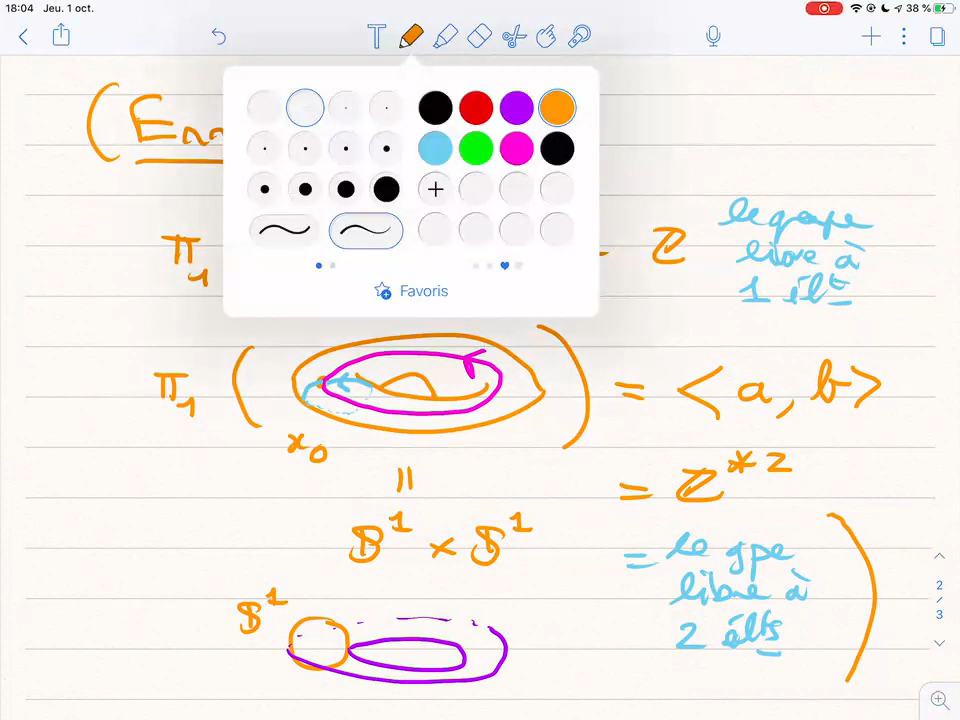 18:04 Jeu. 1 oct. 38 %
T
Favoris
π₁ ℤ le groupe
libre à
1 élt
π₁ ( ) = < a, b >
x₀
= ℤ*²
=
𝕊¹ × 𝕊¹
= le gpe
libre à
2 élts )
𝕊¹
2
/
3